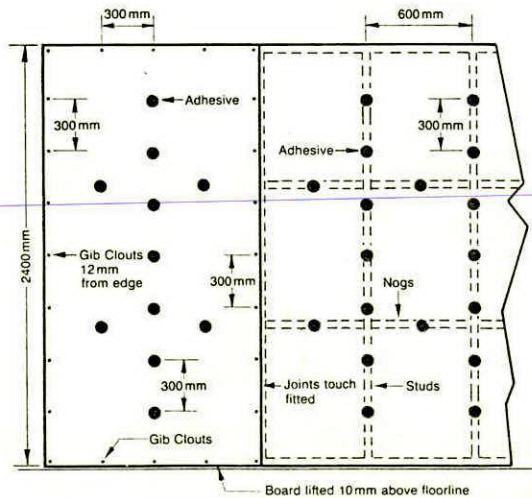 300mm
600mm
Adhesive
300mm
300mm
Adhesive
2400mm
Gib Clouts
12mm
from edge
300mm
Nogs
300mm
Joints touch
fitted
Studs
Gib Clouts
Board lifted 10mm above floorline